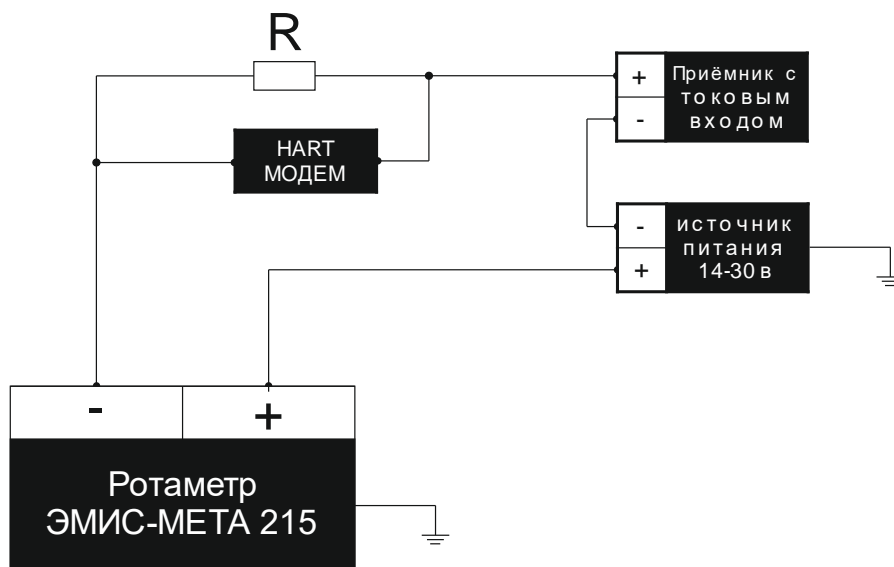 R
+
Приёмник с
токовым
входом
-
HART
МОДЕМ
-
источник
питания
14-30 в
+
-
+
Ротаметр
ЭМИС-МЕТА 215